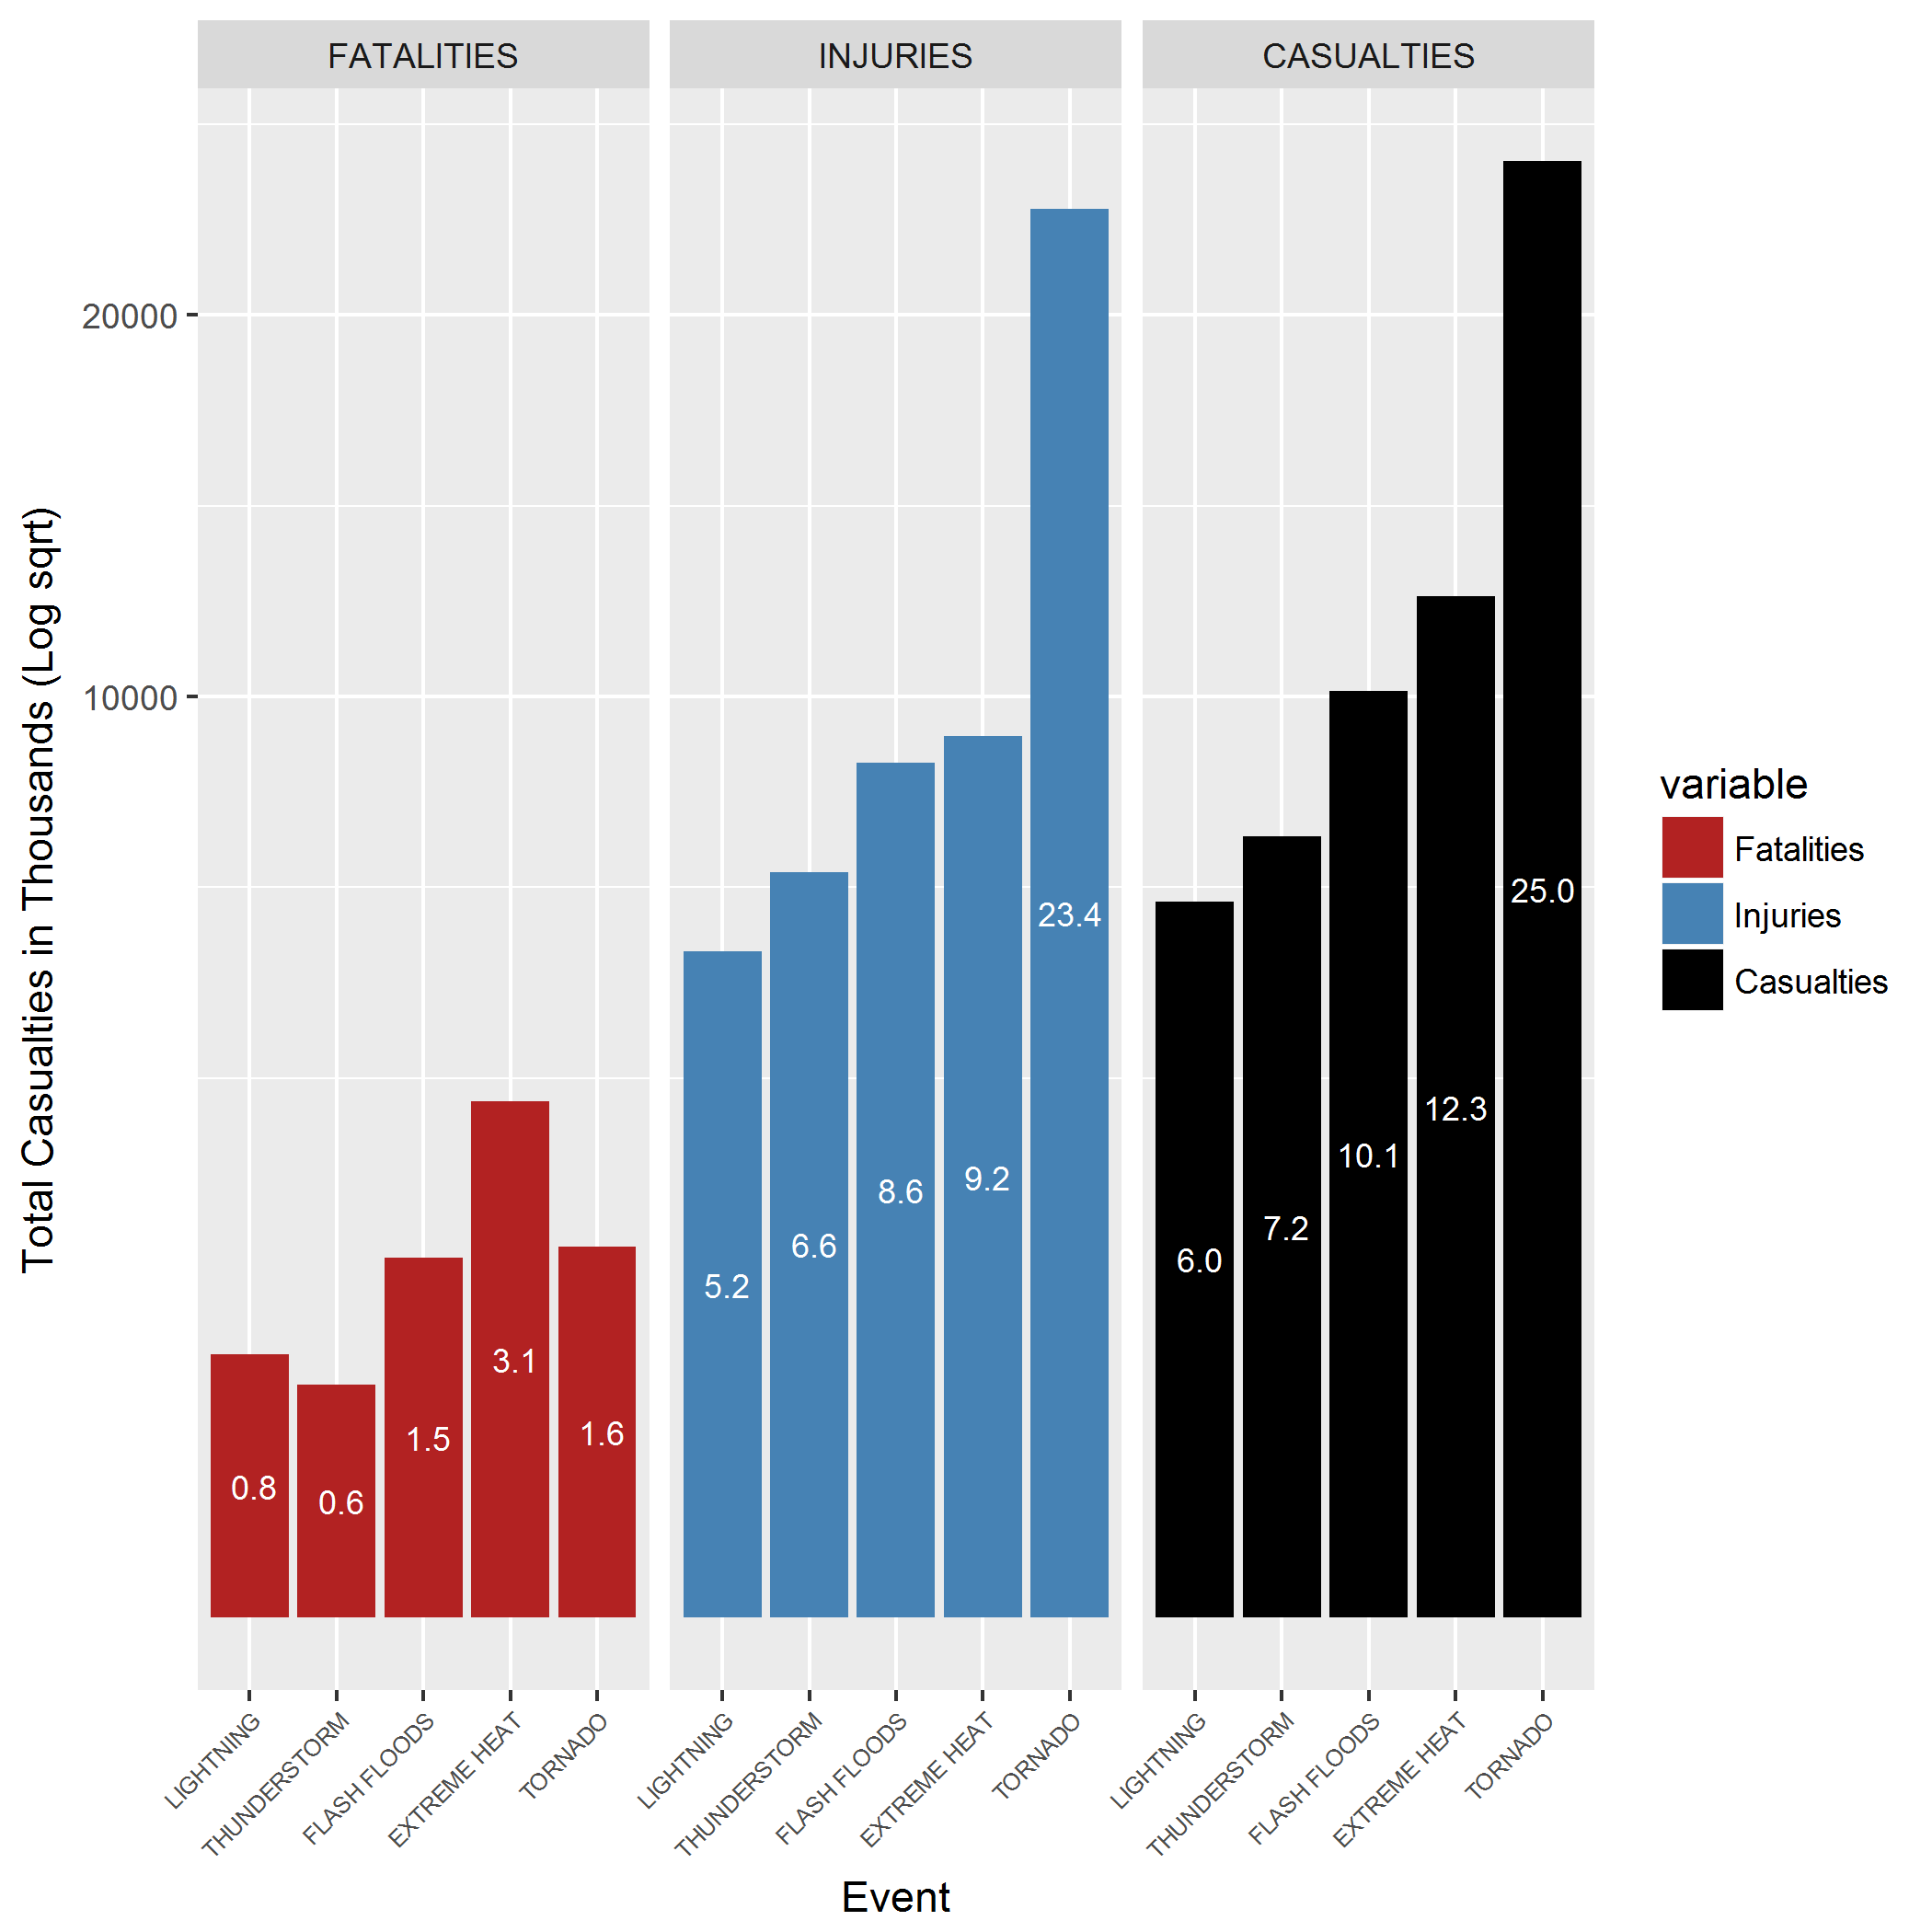 FATALITIES
INJURIES
CASUALTIES
20000
10000
Total Casualties in Thousands (Log sqrt)
0.8
0.6
1.5
3.1
1.6
5.2
6.6
8.6
9.2
23.4
6.0
7.2
10.1
12.3
25.0
LIGHTNING
THUNDERSTORM
FLASH FLOODS
EXTREME HEAT
TORNADO
LIGHTNING
THUNDERSTORM
FLASH FLOODS
EXTREME HEAT
TORNADO
LIGHTNING
THUNDERSTORM
FLASH FLOODS
EXTREME HEAT
TORNADO
Event
variable
Fatalities
Injuries
Casualties